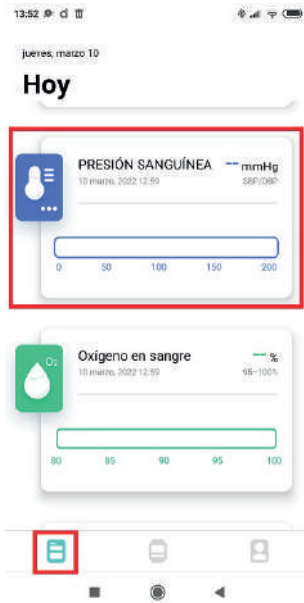 13:52
jueves, marzo 10
Hoy
PRESIÓN SANGUÍNEA -- mmHg
10 marzo, 2022 12:59 SBP/DBP
0 50 100 150 200
O₂
Oxígeno en sangre -- %
10 marzo, 2022 12:59 95-100%
80 85 90 95 100